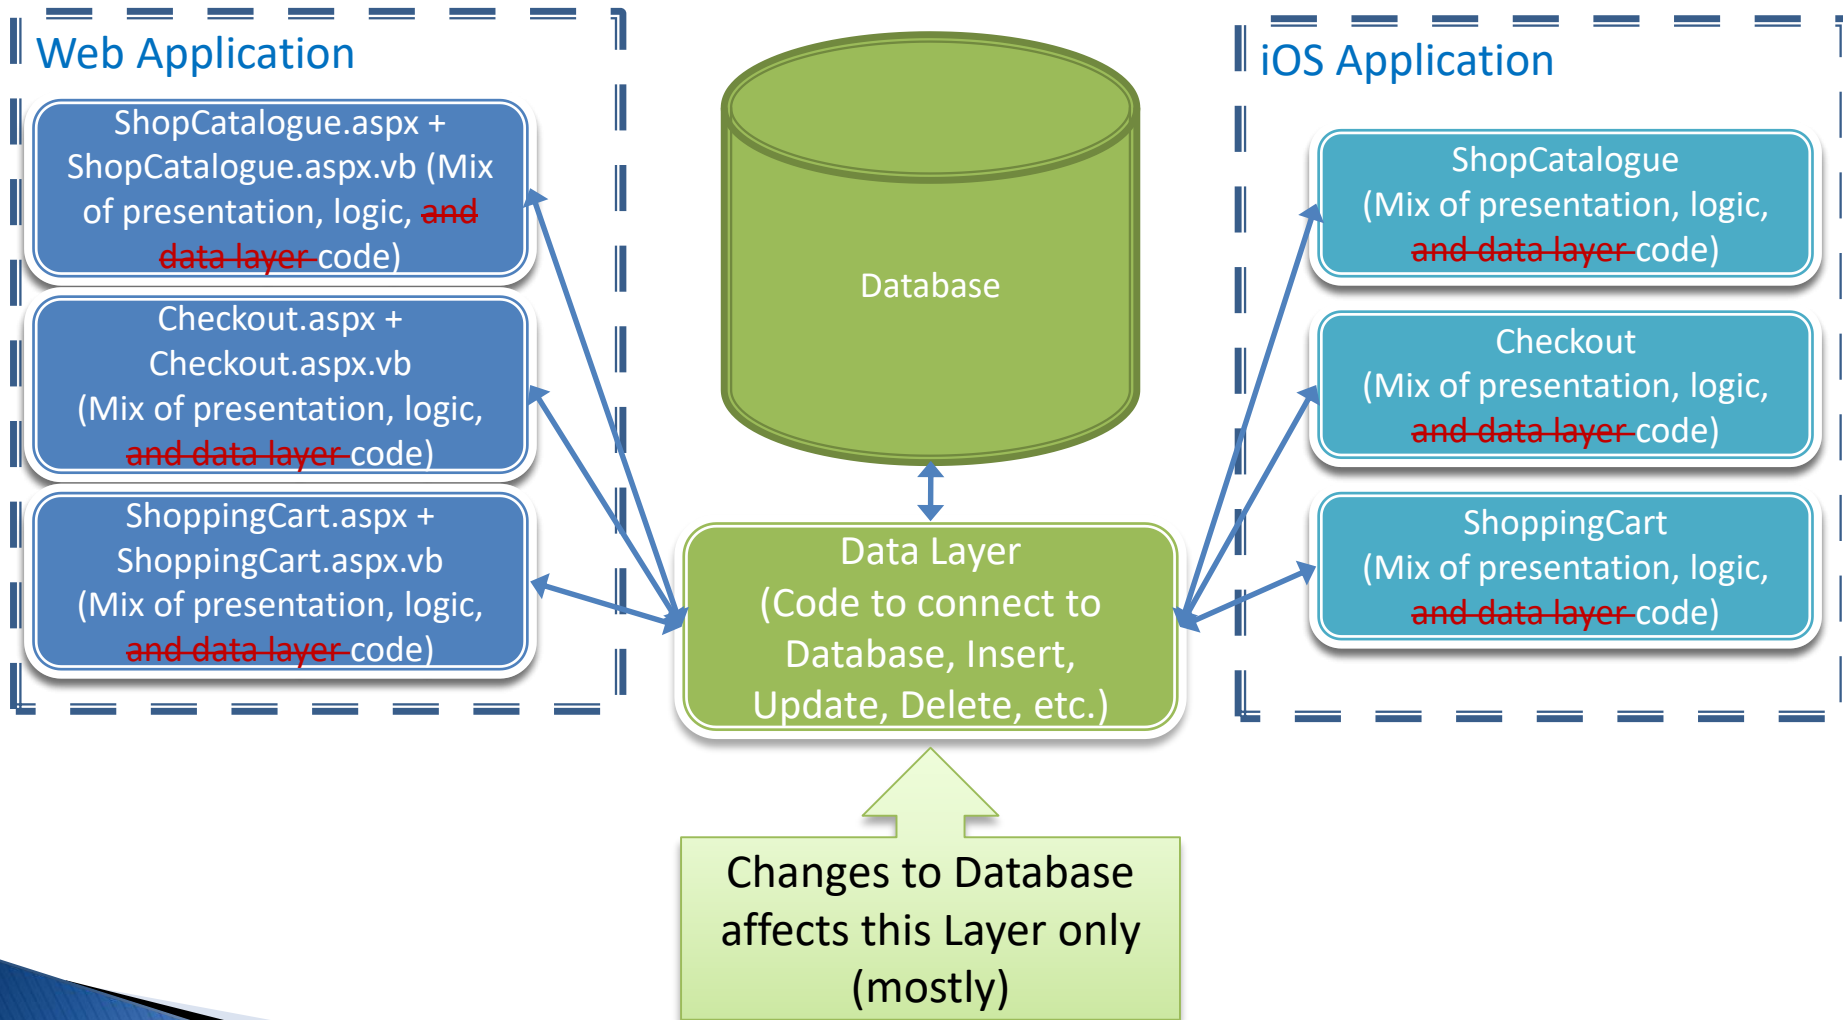 Web Application
ShopCatalogue.aspx +
ShopCatalogue.aspx.vb (Mix
of presentation, logic, and
data layer code)
Checkout.aspx +
Checkout.aspx.vb
(Mix of presentation, logic,
and data layer code)
ShoppingCart.aspx +
ShoppingCart.aspx.vb
(Mix of presentation, logic,
and data layer code)
Database
Data Layer
(Code to connect to
Database, Insert,
Update, Delete, etc.)
Changes to Database
affects this Layer only
(mostly)
iOS Application
ShopCatalogue
(Mix of presentation, logic,
and data layer code)
Checkout
(Mix of presentation, logic,
and data layer code)
ShoppingCart
(Mix of presentation, logic,
and data layer code)